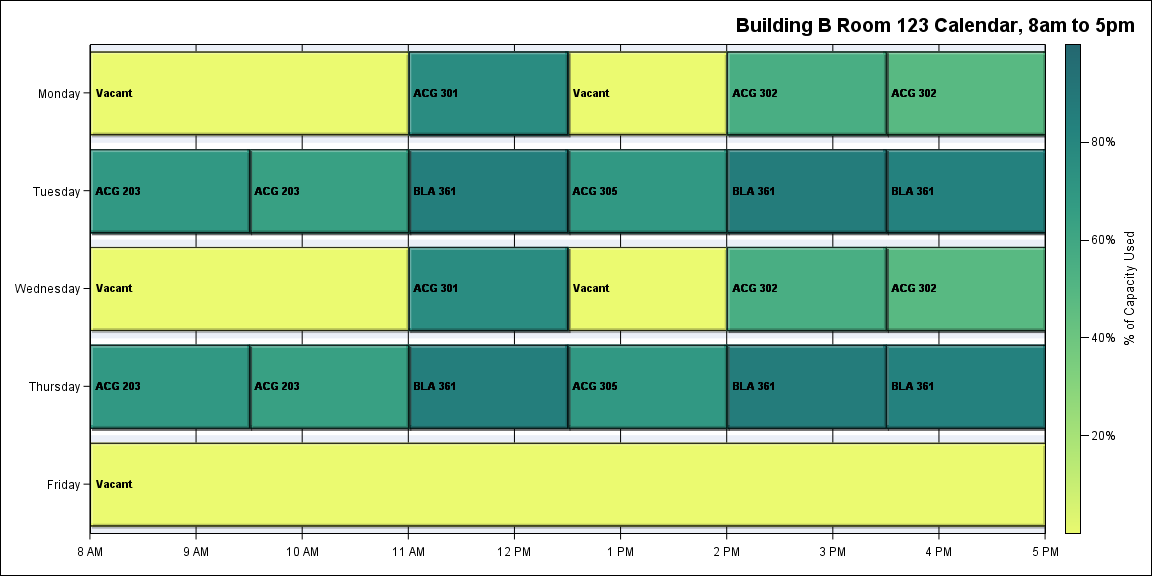 Building B Room 123 Calendar, 8am to 5pm
Monday
Vacant
ACG 301
Vacant
ACG 302
ACG 302
Tuesday
ACG 203
ACG 203
BLA 361
ACG 305
BLA 361
BLA 361
Wednesday
Vacant
ACG 301
Vacant
ACG 302
ACG 302
Thursday
ACG 203
ACG 203
BLA 361
ACG 305
BLA 361
BLA 361
Friday
Vacant
8 AM
9 AM
10 AM
11 AM
12 PM
1 PM
2 PM
3 PM
4 PM
5 PM
80%
60%
40%
20%
% of Capacity Used